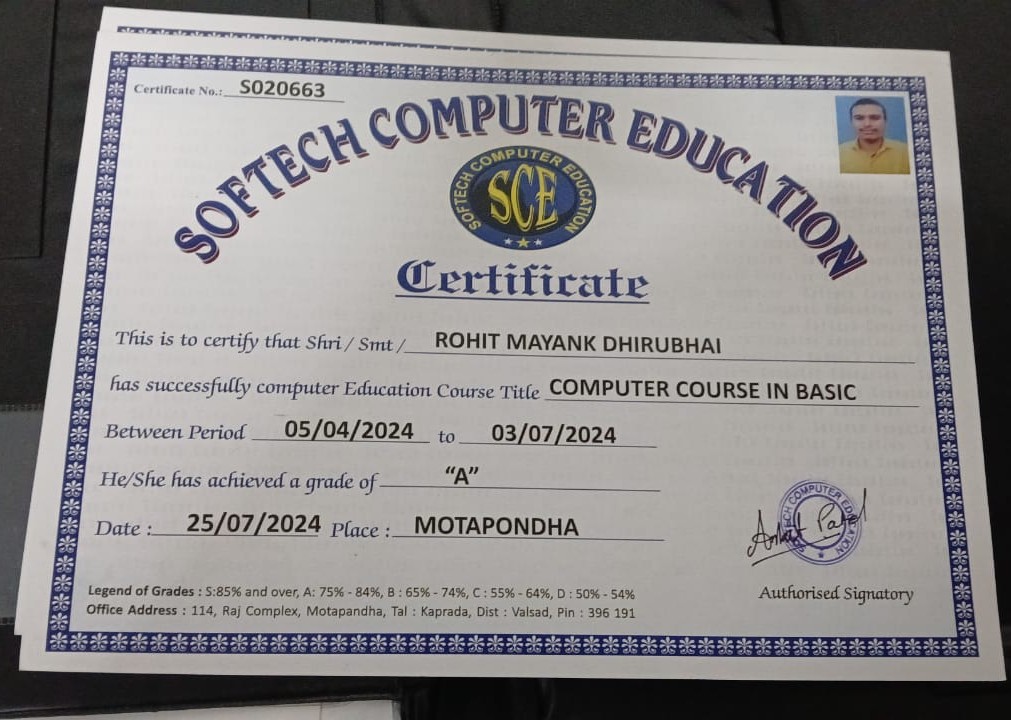 Certificate No.: S020663
SOFTECH COMPUTER EDUCATION
SOFTECH COMPUTER EDUCATION
SCE
Certificate
This is to certify that Shri / Smt / ROHIT MAYANK DHIRUBHAI
has successfully computer Education Course Title COMPUTER COURSE IN BASIC
Between Period 05/04/2024 to 03/07/2024
He/She has achieved a grade of "A"
Date : 25/07/2024 Place : MOTAPONDHA
Ankit Patel
Legend of Grades : S:85% and over, A: 75% - 84%, B : 65% - 74%, C : 55% - 64%, D : 50% - 54%
Authorised Signatory
Office Address : 114, Raj Complex, Motapandha, Tal : Kaprada, Dist : Valsad, Pin : 396 191